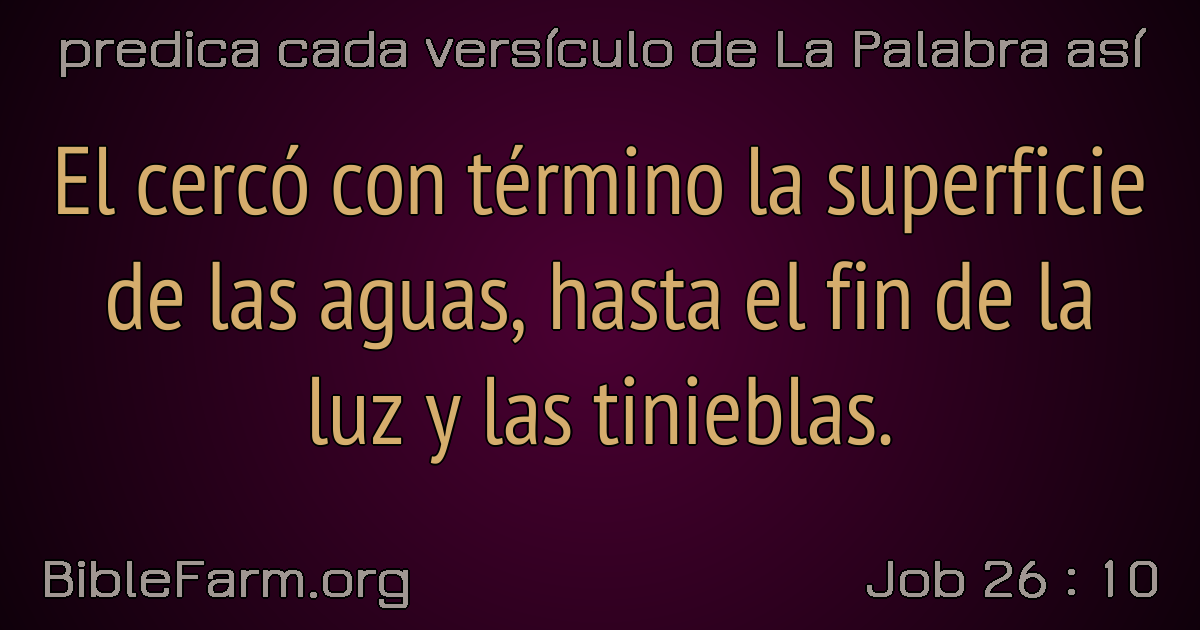 predica cada versículo de La Palabra así
El cercó con término la superficie
de las aguas, hasta el fin de la
luz y las tinieblas.
BibleFarm.org
Job 26 : 10